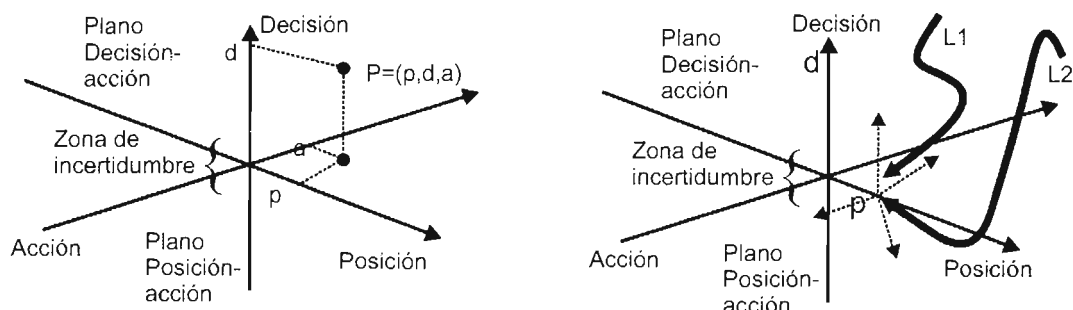 Plano
Decisión-
acción
Decisión
d
P=(p,d,a)
Zona de
incertidumbre
a
p
Acción
Plano
Posición-
acción
Posición
Plano
Decisión-
acción
Decisión
d
L1
L2
Zona de
incertidumbre
p
Acción
Plano
Posición-
acción
Posición